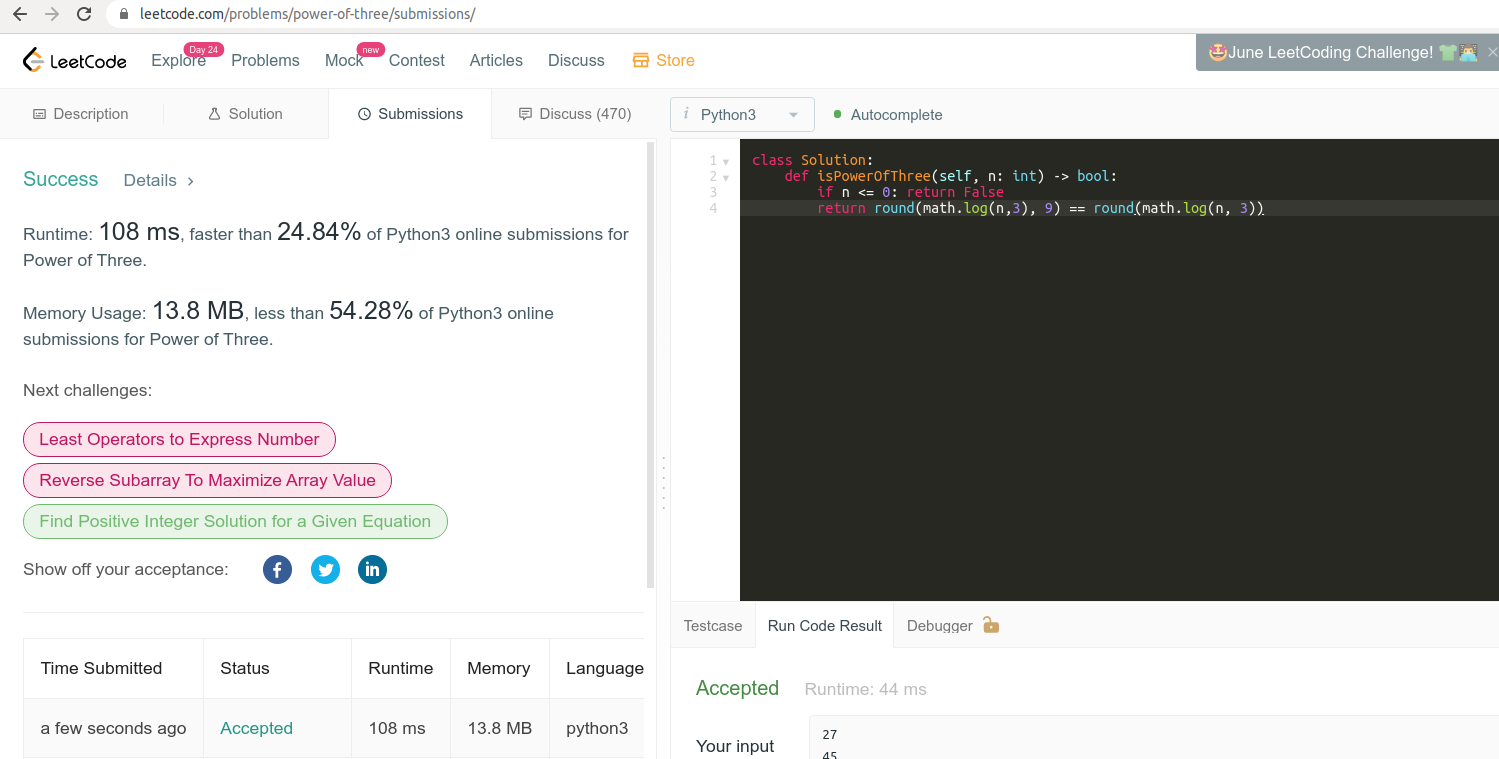 leetcode.com/problems/power-of-three/submissions/
LeetCode Explore Day 24 Problems Mock new Contest Articles Discuss Store
🤩June LeetCoding Challenge! 👕👨🏻‍💻 ×
Description Solution Submissions Discuss (470)
i Python3 Autocomplete
Success Details >
Runtime: 108 ms, faster than 24.84% of Python3 online submissions for
Power of Three.
Memory Usage: 13.8 MB, less than 54.28% of Python3 online
submissions for Power of Three.
Next challenges:
Least Operators to Express Number
Reverse Subarray To Maximize Array Value
Find Positive Integer Solution for a Given Equation
Show off your acceptance: f in
Time Submitted Status Runtime Memory Language
a few seconds ago Accepted 108 ms 13.8 MB python3
1 class Solution:
2 def isPowerOfThree(self, n: int) -> bool:
3 if n <= 0: return False
4 return round(math.log(n,3), 9) == round(math.log(n, 3))
Testcase Run Code Result Debugger
Accepted Runtime: 44 ms
Your input
27
45